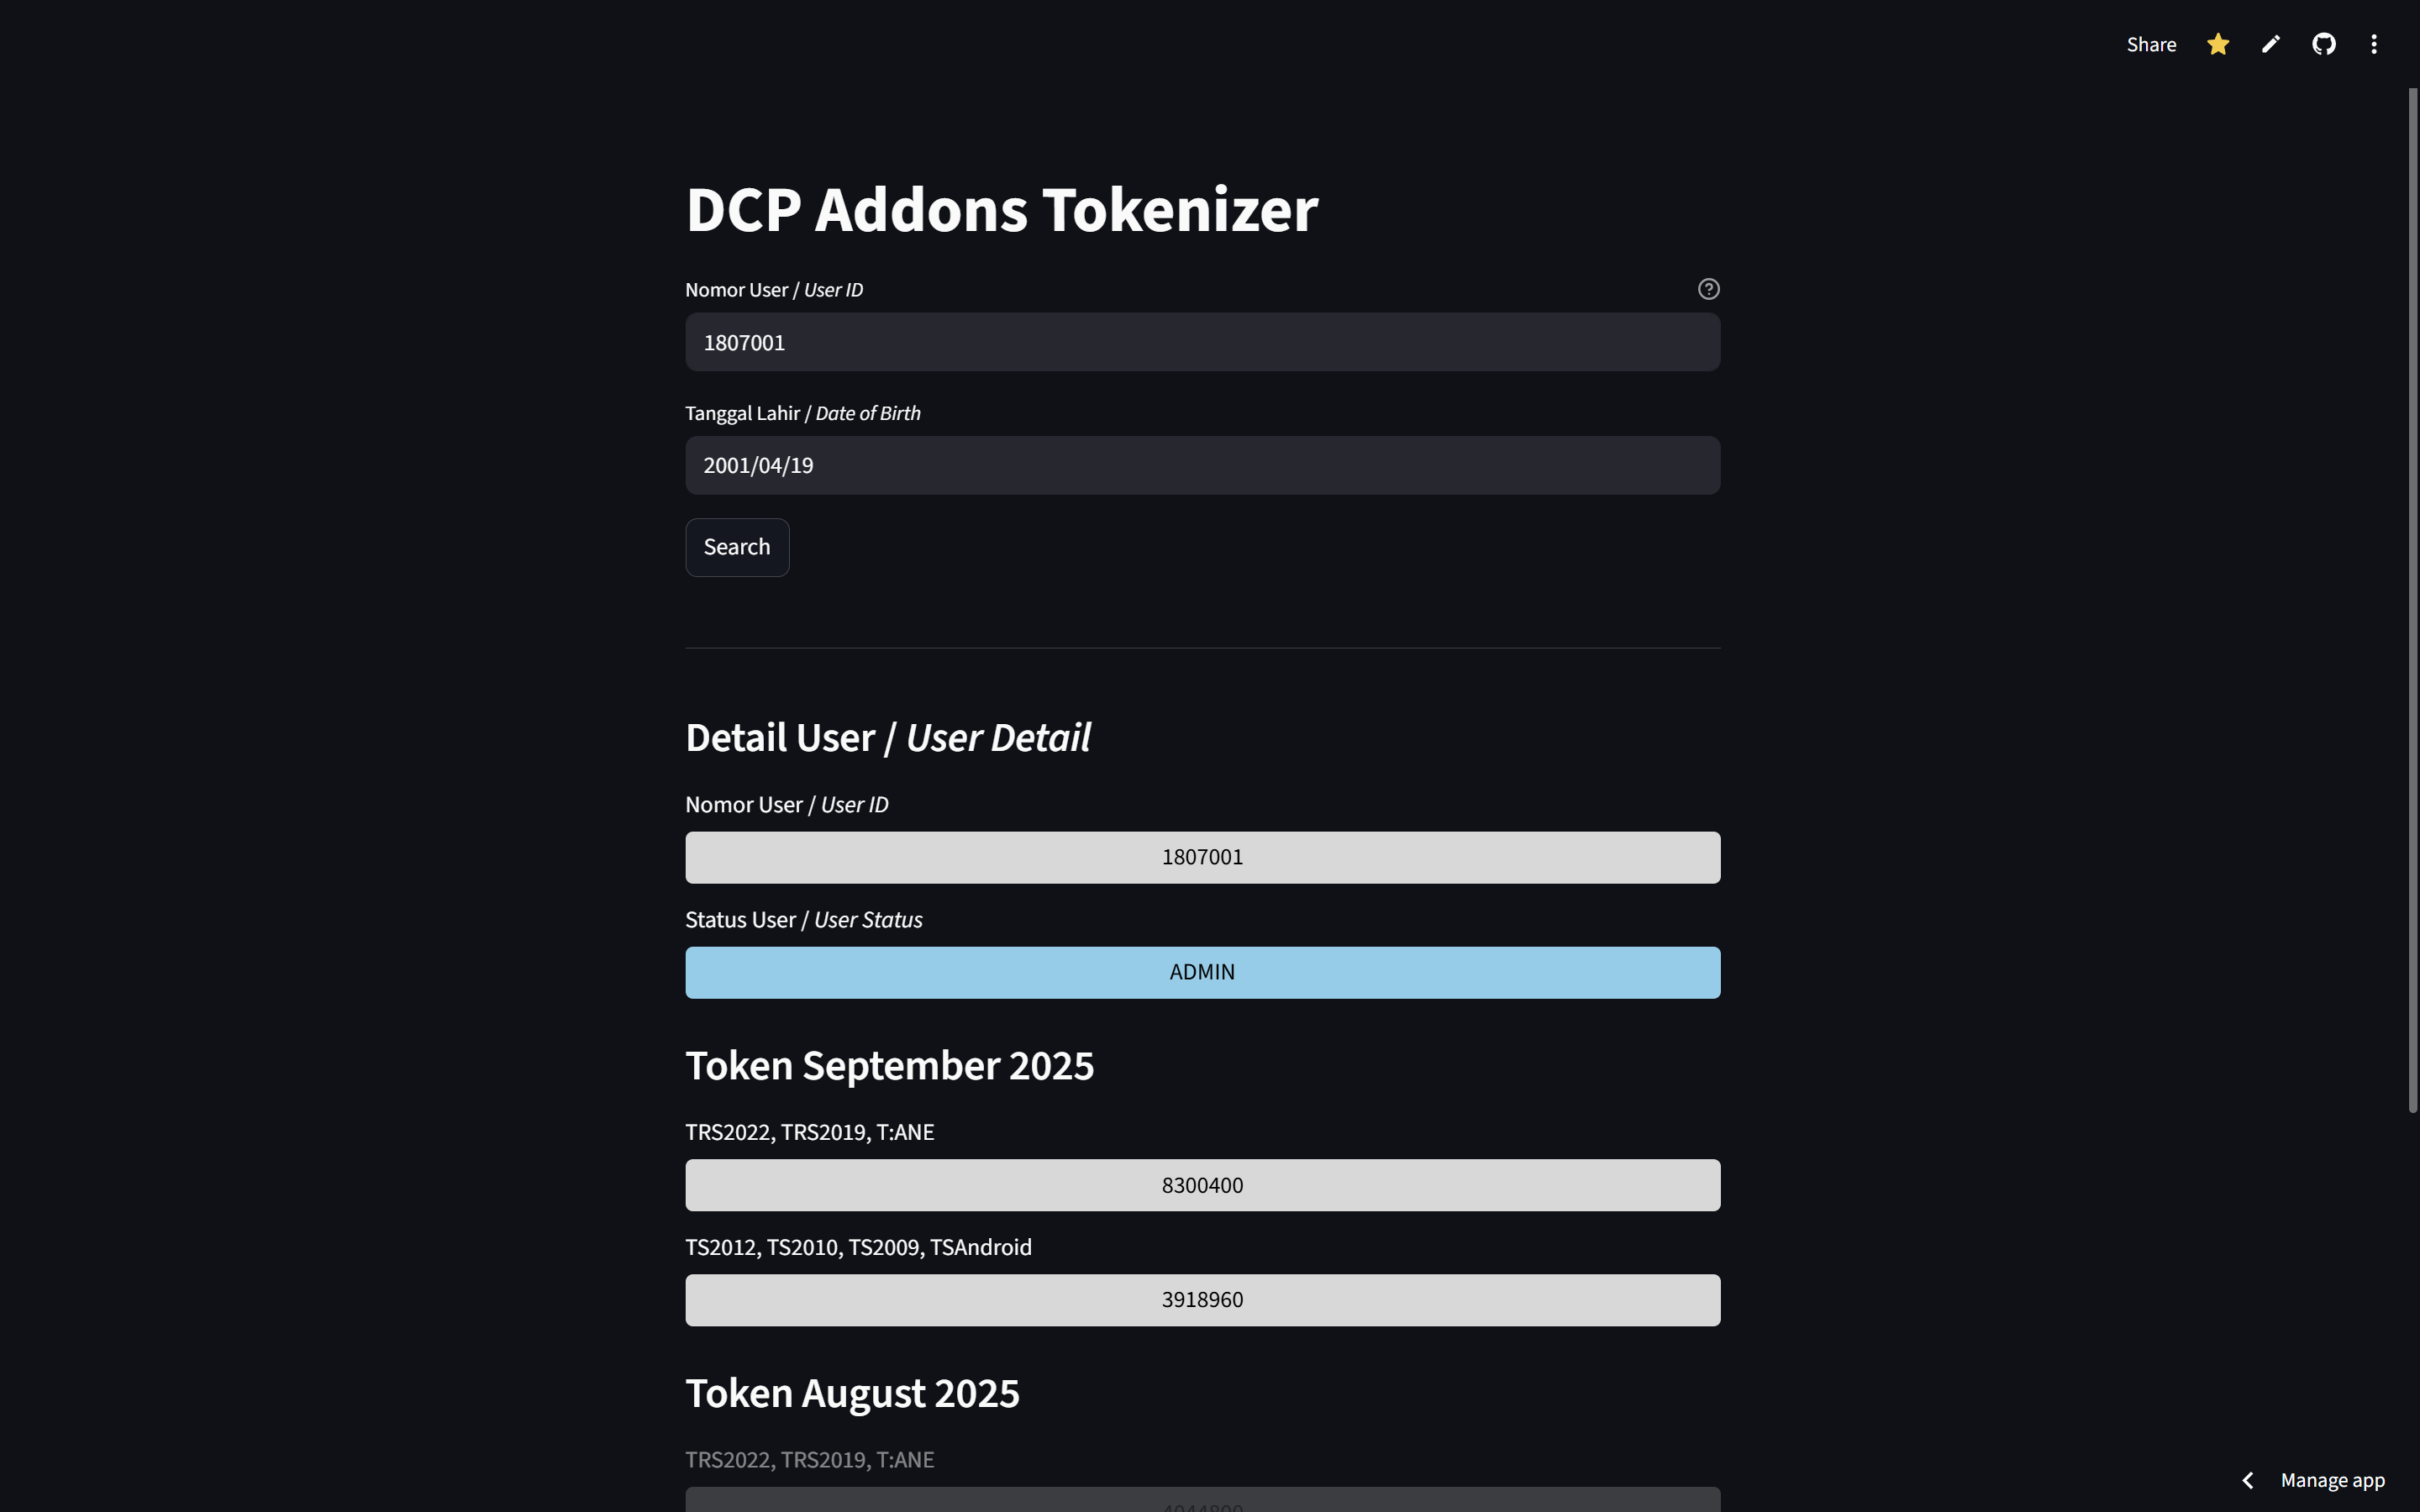 Share
DCP Addons Tokenizer
Nomor User / User ID
1807001
Tanggal Lahir / Date of Birth
2001/04/19
Search
Detail User / User Detail
Nomor User / User ID
1807001
Status User / User Status
ADMIN
Token September 2025
TRS2022, TRS2019, T:ANE
8300400
TS2012, TS2010, TS2009, TSAndroid
3918960
Token August 2025
TRS2022, TRS2019, T:ANE
Manage app